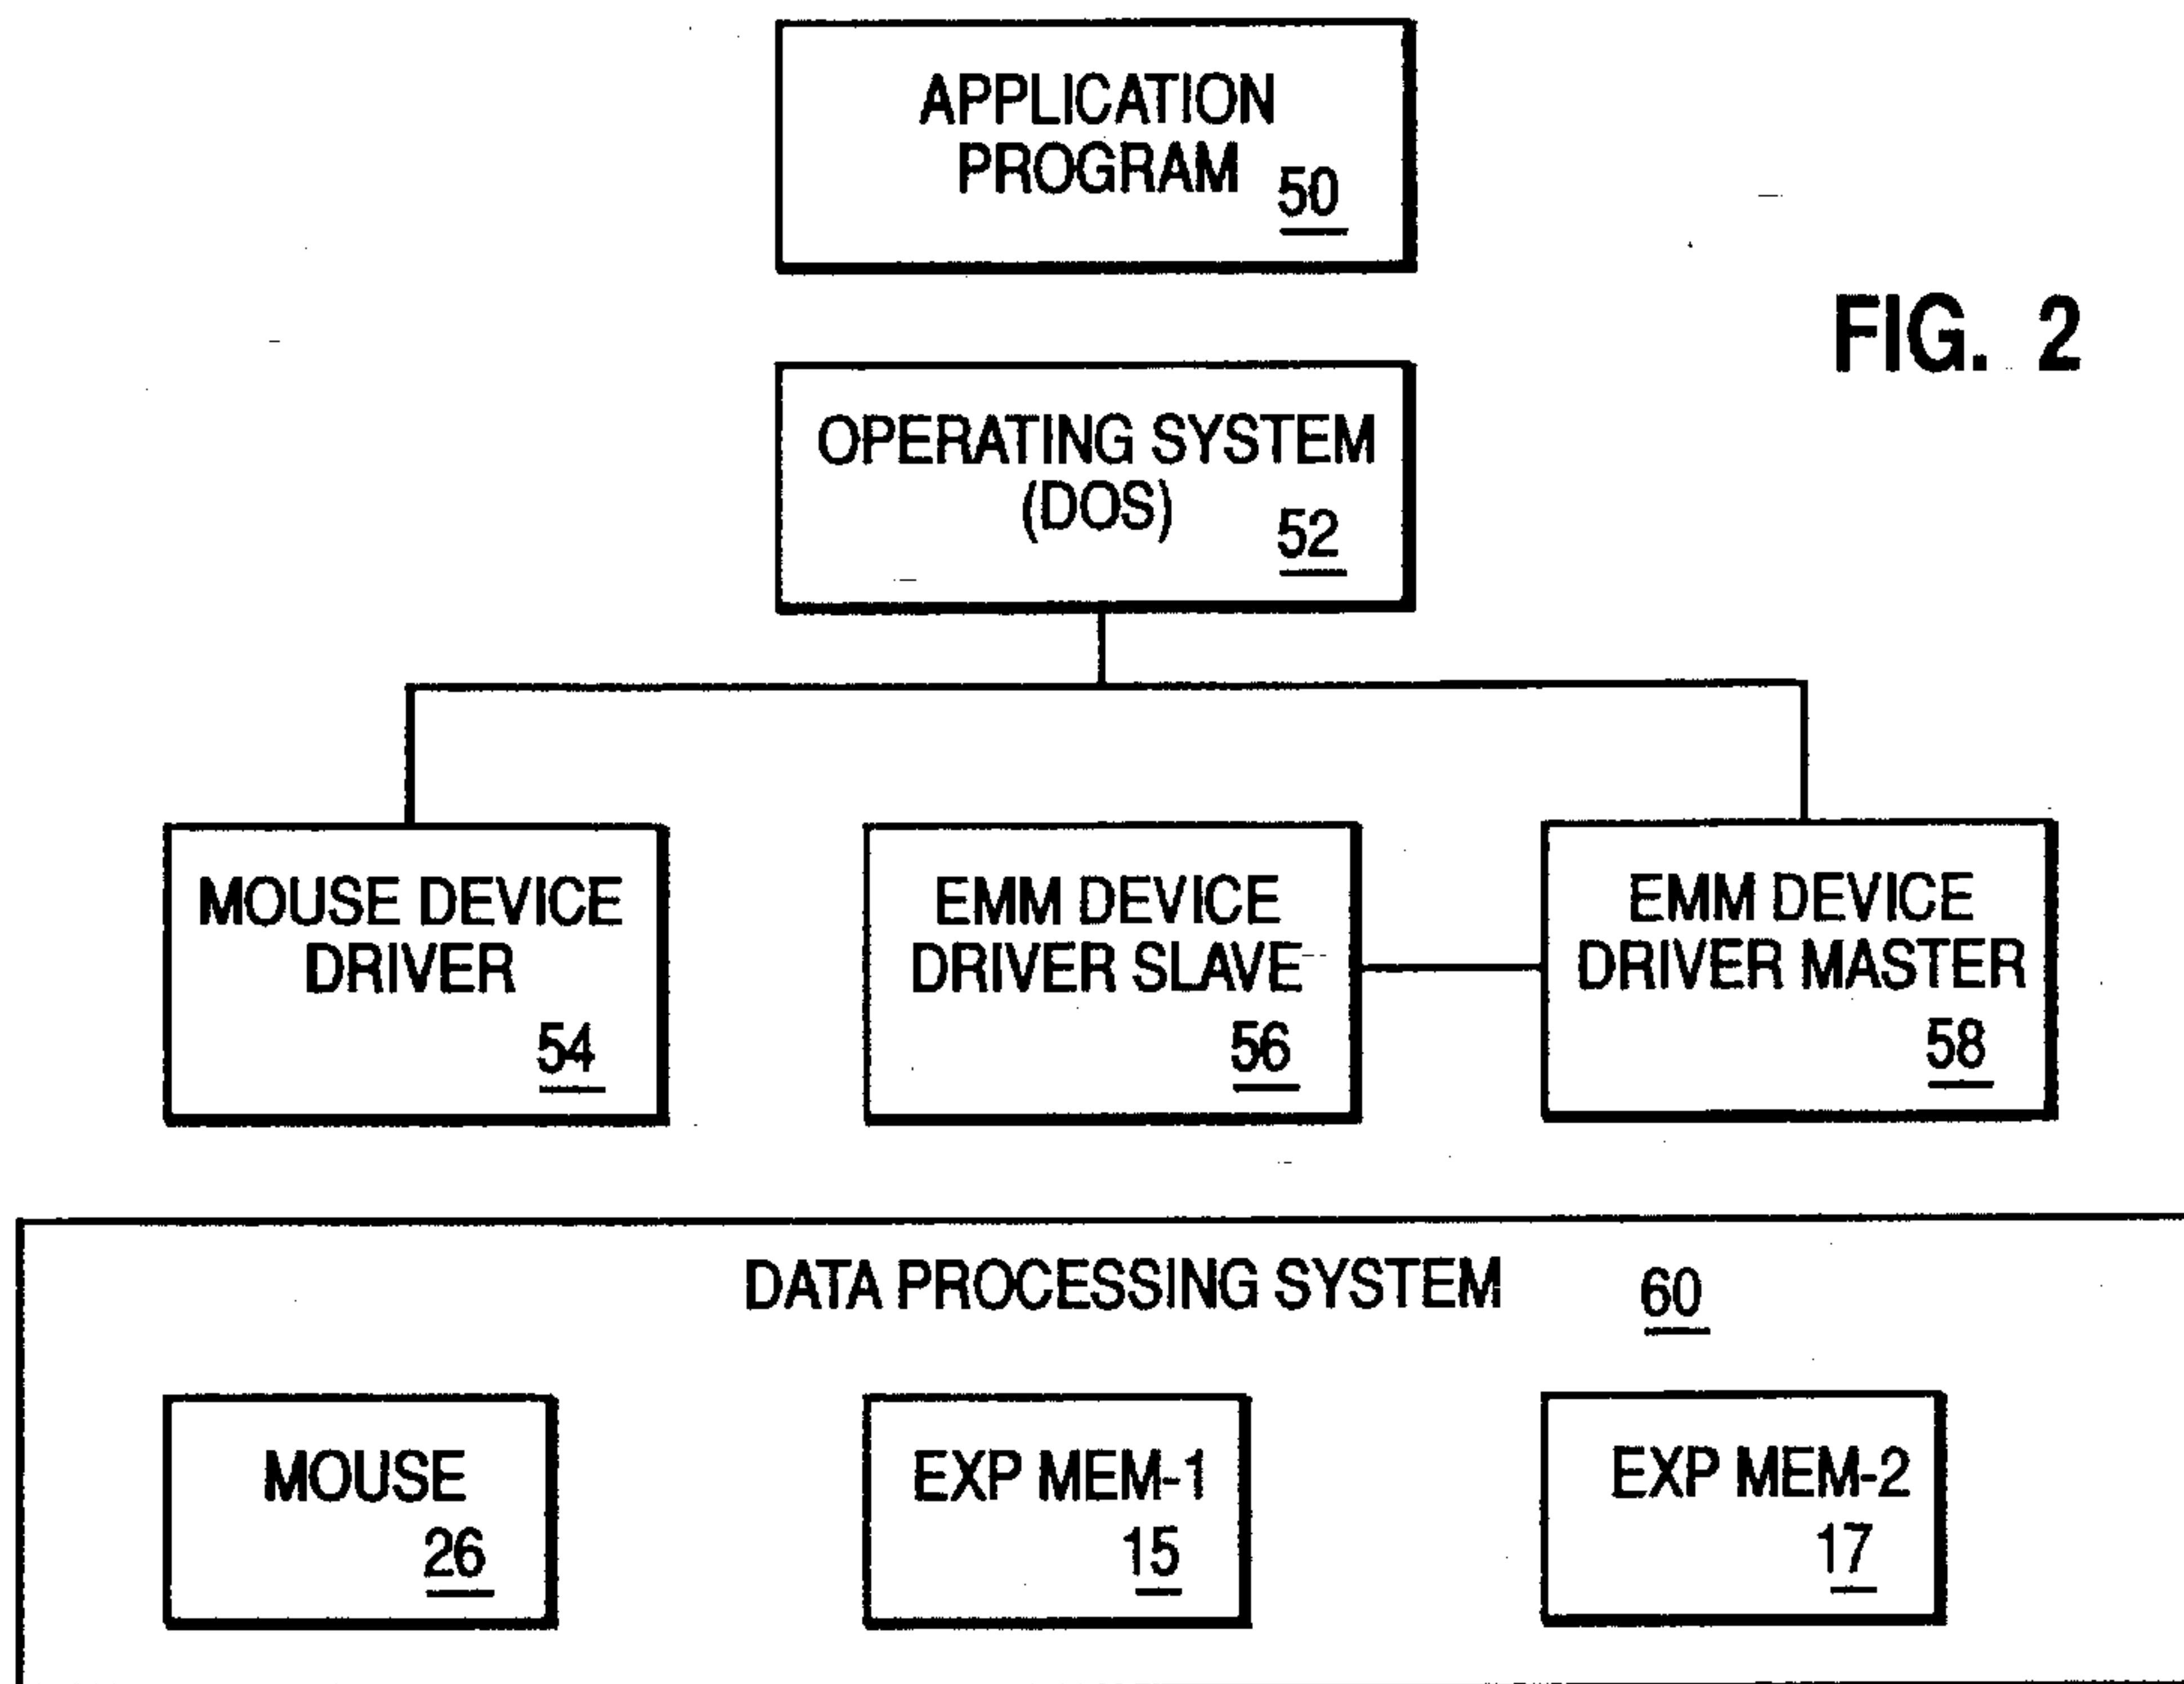 APPLICATION
PROGRAM 50
FIG. 2
OPERATING SYSTEM
(DOS) 52
MOUSE DEVICE
DRIVER
54
EMM DEVICE
DRIVER SLAVE
56
EMM DEVICE
DRIVER MASTER
58
DATA PROCESSING SYSTEM 60
MOUSE
26
EXP MEM-1
15
EXP MEM-2
17